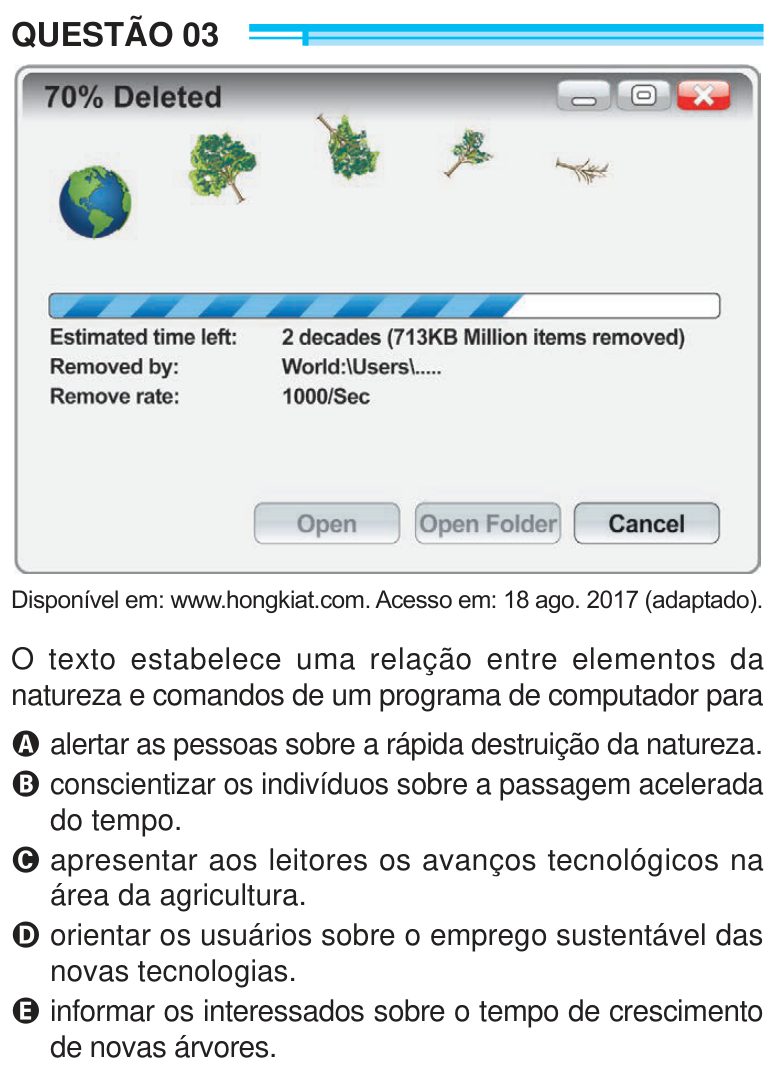 QUESTÃO 03
70% Deleted
Estimated time left: 2 decades (713KB Million items removed)
Removed by: World:\Users\.....
Remove rate: 1000/Sec
Open Open Folder Cancel
Disponível em: www.hongkiat.com. Acesso em: 18 ago. 2017 (adaptado).
O texto estabelece uma relação entre elementos da
natureza e comandos de um programa de computador para
A alertar as pessoas sobre a rápida destruição da natureza.
B conscientizar os indivíduos sobre a passagem acelerada
do tempo.
C apresentar aos leitores os avanços tecnológicos na
área da agricultura.
D orientar os usuários sobre o emprego sustentável das
novas tecnologias.
E informar os interessados sobre o tempo de crescimento
de novas árvores.